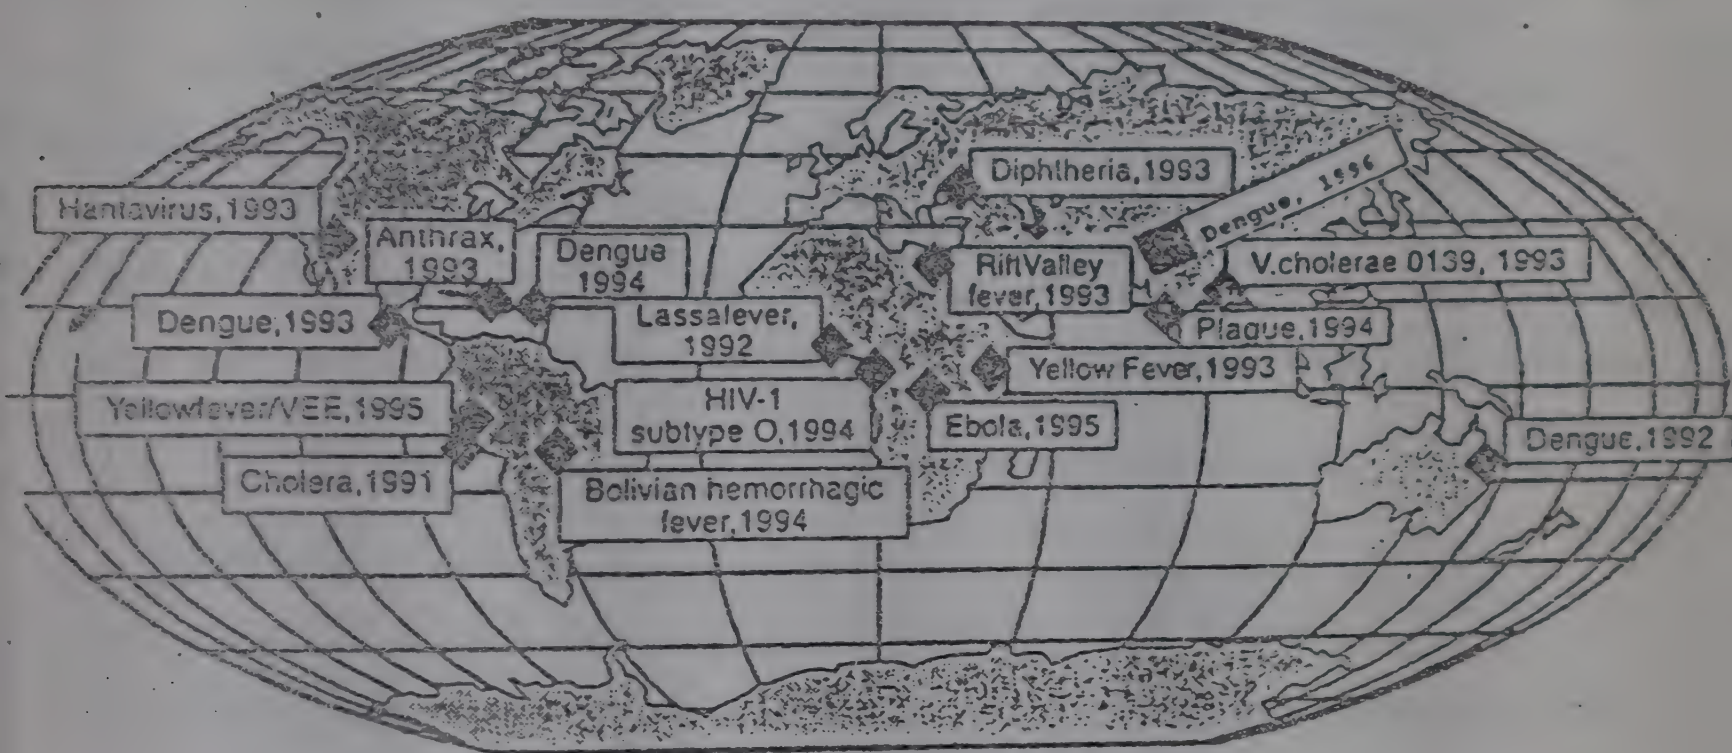 Diphtheria,1993
Dengue, 1996
Hantavirus,1993
Anthrax,
1993
Dengue
1994
Rift Valley
fever,1993
V.cholerae 0139, 1993
Dengue,1993
Lassa fever,
1992
Plague,1994
Yellow Fever,1993
Yellow fever/VEE,1995
HIV-1
subtype O,1994
Ebola,1995
Dengue,1992
Cholera,1991
Bolivian hemorrhagic
fever,1994